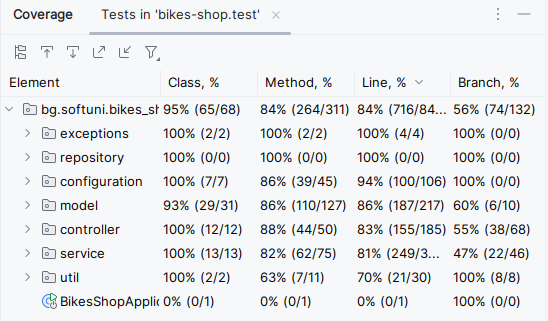 Coverage Tests in 'bikes-shop.test'
Element Class, % Method, % Line, % Branch, %
bg.softuni.bikes_sh 95% (65/68) 84% (264/311) 84% (716/84... 56% (74/132)
exceptions 100% (2/2) 100% (2/2) 100% (4/4) 100% (0/0)
repository 100% (0/0) 100% (0/0) 100% (0/0) 100% (0/0)
configuration 100% (7/7) 86% (39/45) 94% (100/106) 100% (0/0)
model 93% (29/31) 86% (110/127) 86% (187/217) 60% (6/10)
controller 100% (12/12) 88% (44/50) 83% (155/185) 55% (38/68)
service 100% (13/13) 82% (62/75) 81% (249/3... 47% (22/46)
util 100% (2/2) 63% (7/11) 70% (21/30) 100% (8/8)
BikesShopApplic 0% (0/1) 0% (0/1) 0% (0/1) 100% (0/0)